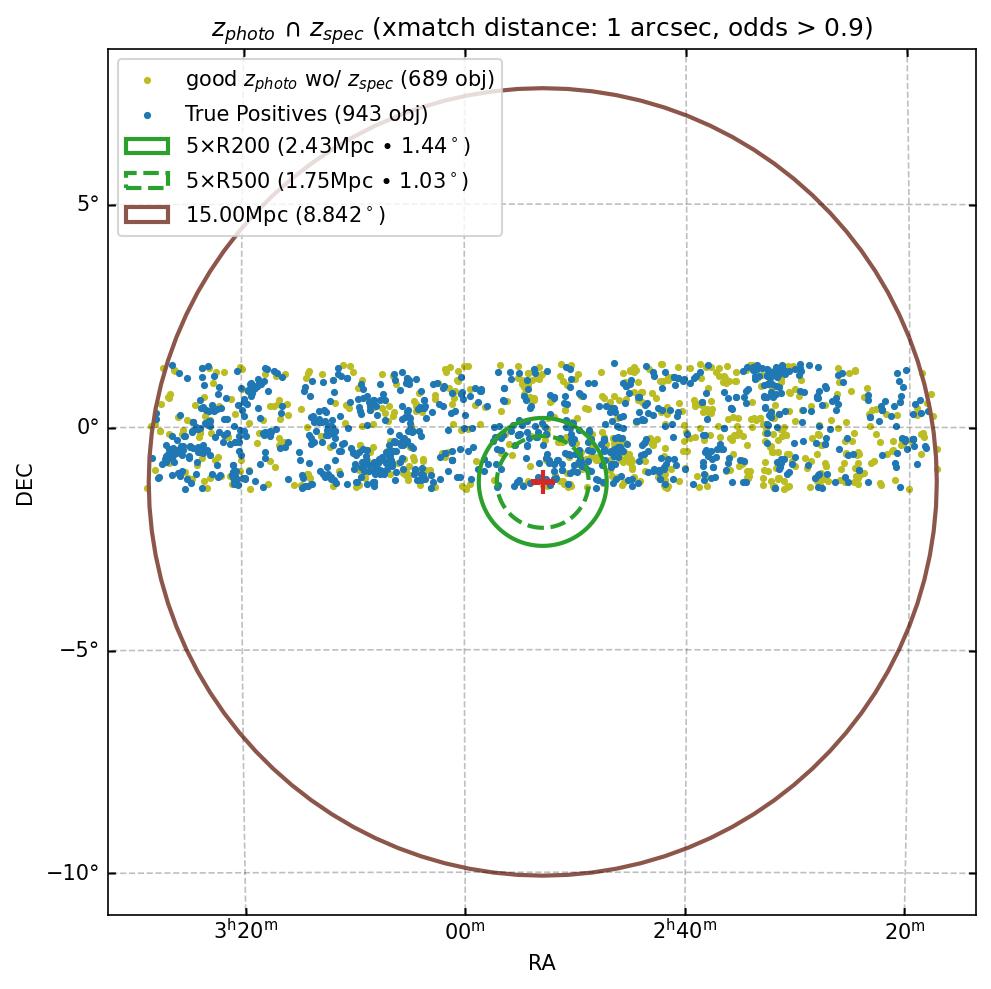 z_photo ∩ z_spec (xmatch distance: 1 arcsec, odds > 0.9)
good z_photo wo/ z_spec (689 obj)
True Positives (943 obj)
5×R200 (2.43Mpc • 1.44°)
5×R500 (1.75Mpc • 1.03°)
15.00Mpc (8.842°)
5°
0°
−5°
−10°
DEC
3h20m
00m
2h40m
20m
RA